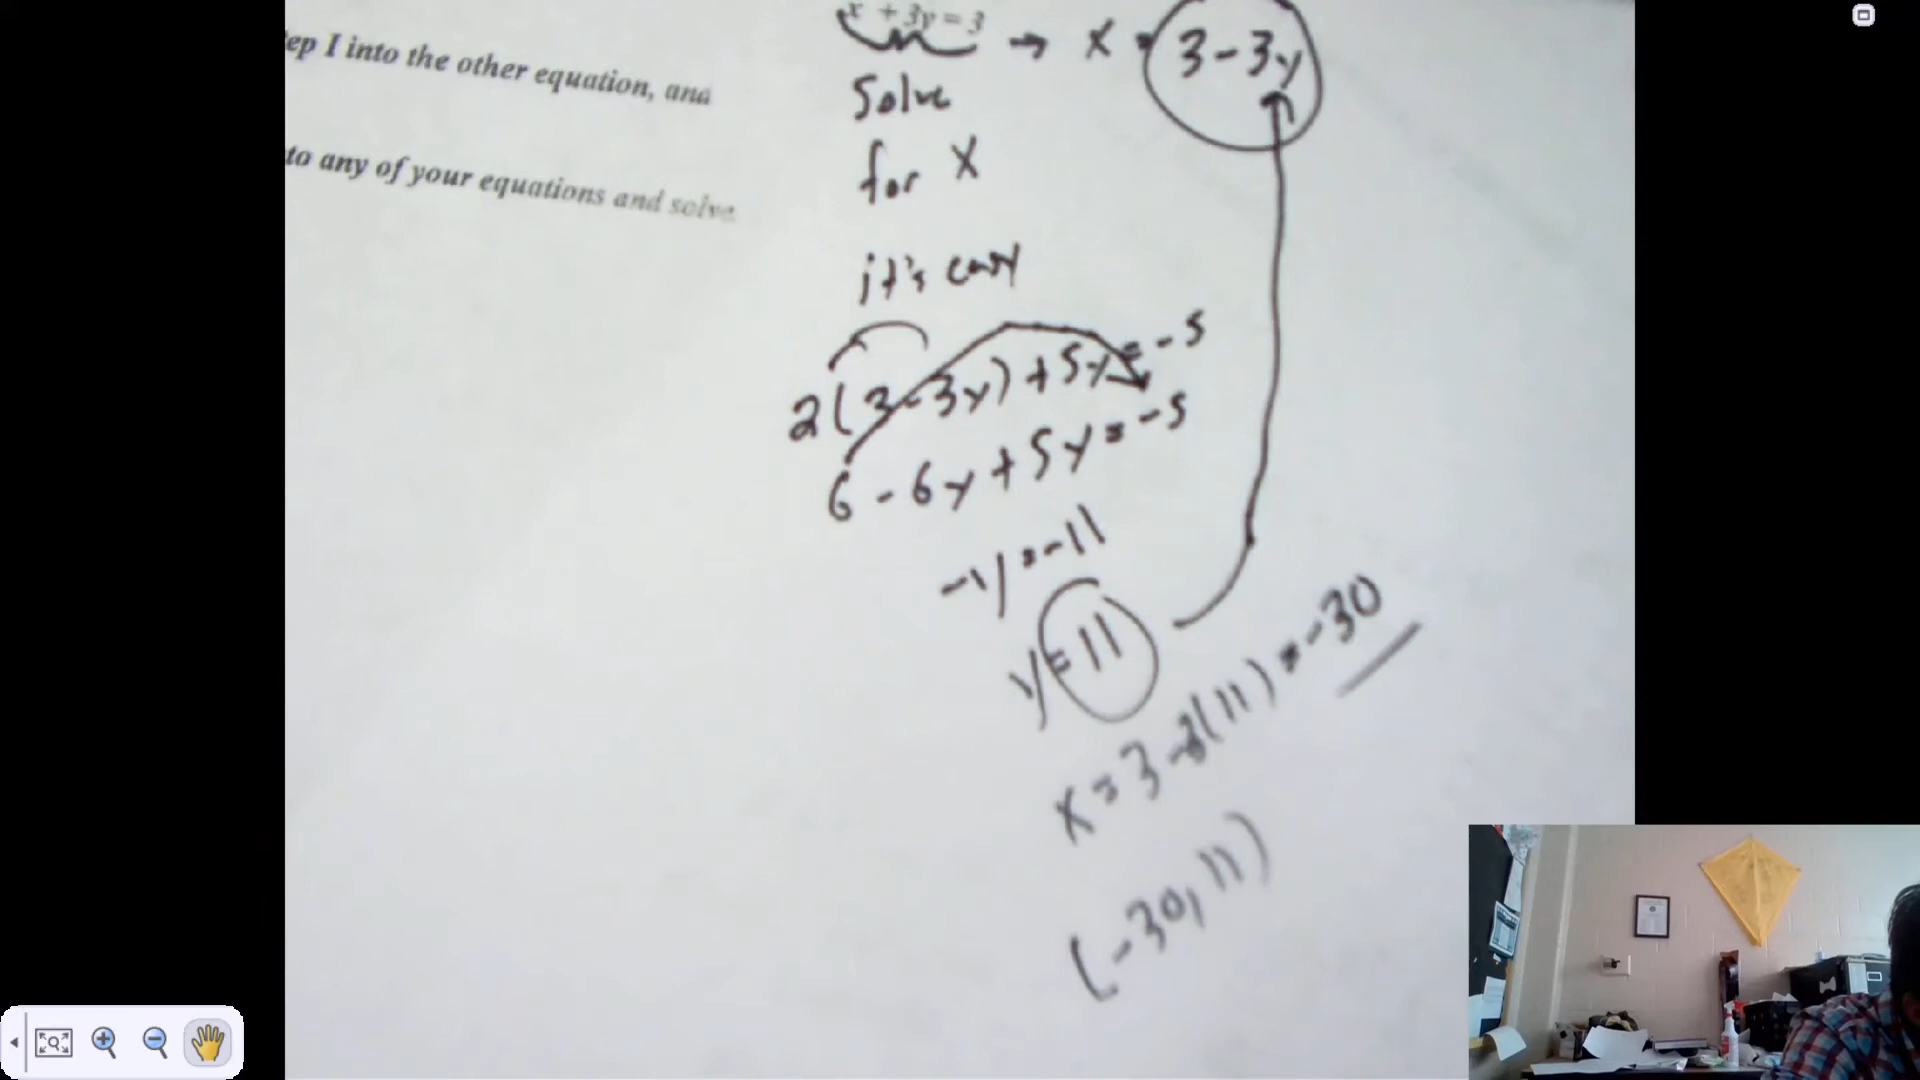 ep I into the other equation, and
to any of your equations and solve
x + 3y = 3 → x = 3 - 3y
Solve
for X
it's easy
2(3-3y) + 5y = -5
6 - 6y + 5y = -5
-y = -11
y = 11
x = 3 - 3(11) = -30
(-30, 11)